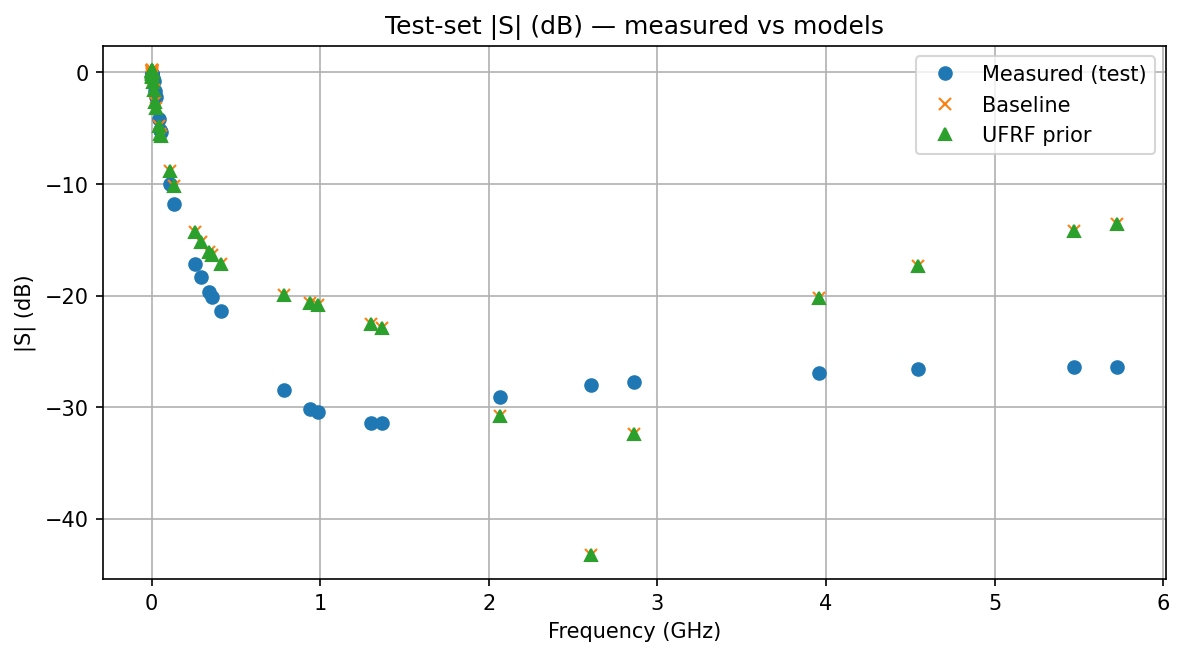 Test-set |S| (dB) — measured vs models
Measured (test)
Baseline
UFRF prior
|S| (dB)
0
−10
−20
−30
−40
0 1 2 3 4 5 6
Frequency (GHz)